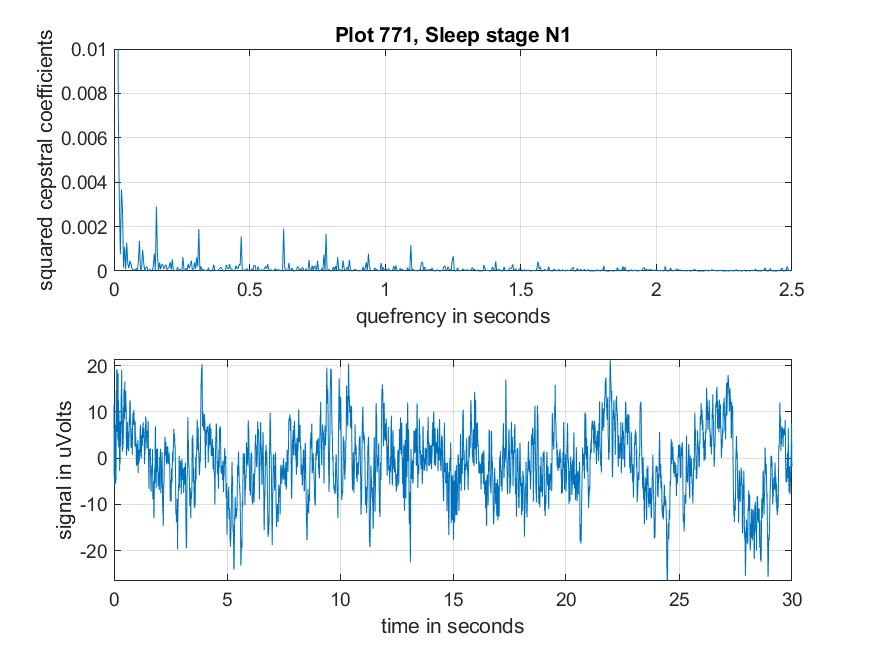 Plot 771, Sleep stage N1
squared cepstral coefficients
0.01
0.008
0.006
0.004
0.002
0
0 0.5 1 1.5 2 2.5
quefrency in seconds
signal in uVolts
20
10
0
-10
-20
0 5 10 15 20 25 30
time in seconds